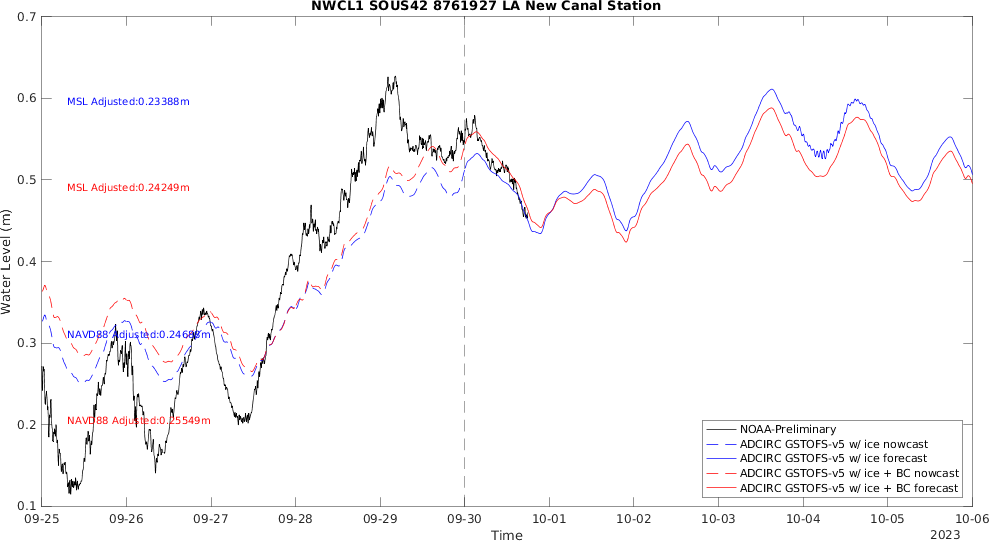 NWCL1 SOUS42 8761927 LA New Canal Station
Water Level (m)
0.7
0.6
0.5
0.4
0.3
0.2
0.1
MSL Adjusted:0.23388m
MSL Adjusted:0.24249m
NAVD88 Adjusted:0.24688m
NAVD88 Adjusted:0.25549m
NOAA-Preliminary
ADCIRC GSTOFS-v5 w/ ice nowcast
ADCIRC GSTOFS-v5 w/ ice forecast
ADCIRC GSTOFS-v5 w/ ice + BC nowcast
ADCIRC GSTOFS-v5 w/ ice + BC forecast
09-25 09-26 09-27 09-28 09-29 09-30 10-01 10-02 10-03 10-04 10-05 10-06
Time
2023